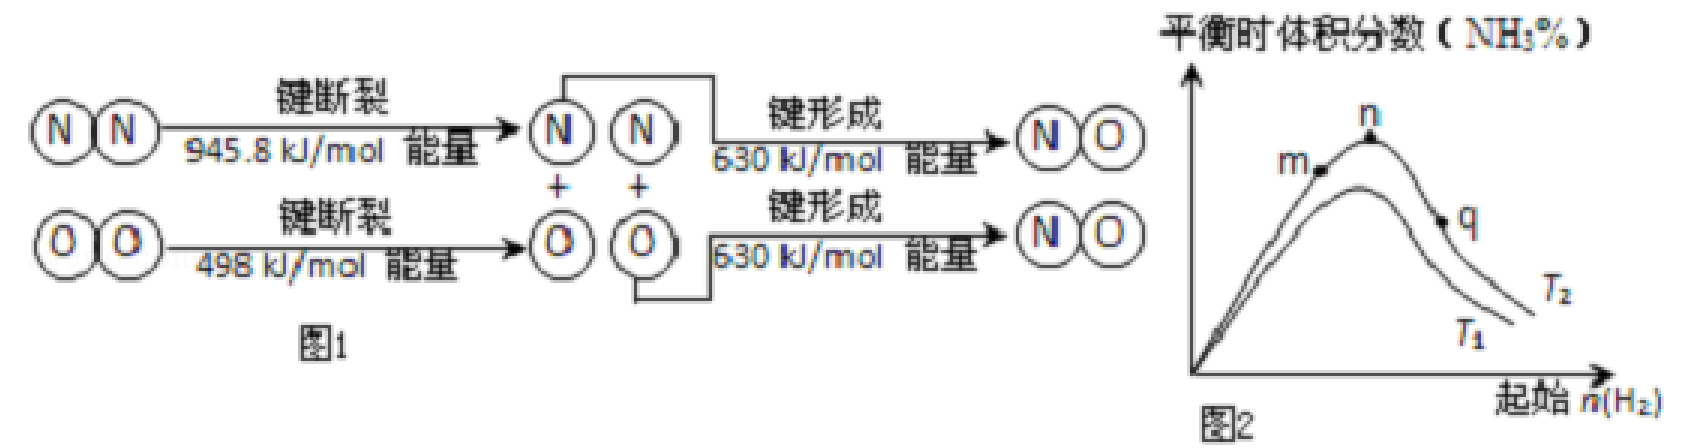 N N
键断裂
945.8 kJ/mol 能量
N N
键形成
630 kJ/mol 能量
N O
+ +
O O
键断裂
498 kJ/mol 能量
O O
键形成
630 kJ/mol 能量
N O
图1
平衡时体积分数(NH₃%)
n
m
q
T₂
T₁
起始 n(H₂)
图2